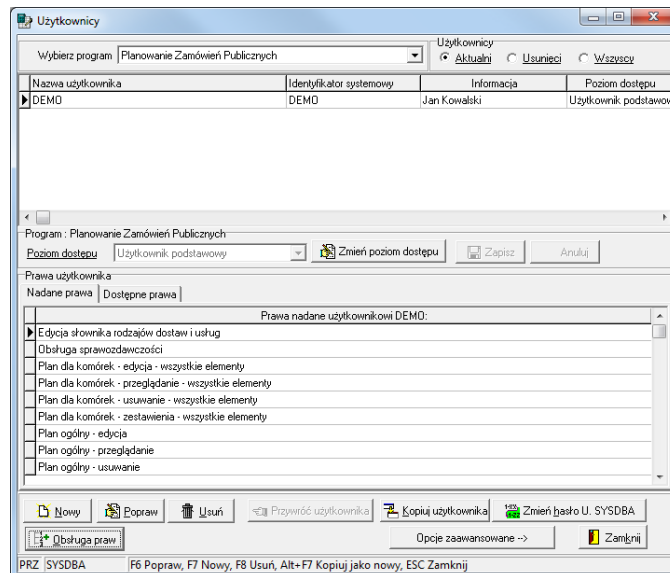 Użytkownicy
Wybierz program Planowanie Zamówień Publicznych
Użytkownicy
Aktualni Usunięci Wszyscy
Nazwa użytkownika Identyfikator systemowy Informacja Poziom dostępu
DEMO DEMO Jan Kowalski Użytkownik podstawow
Program : Planowanie Zamówień Publicznych
Poziom dostępu Użytkownik podstawowy Zmień poziom dostępu Zapisz Anuluj
Prawa użytkownika
Nadane prawa Dostępne prawa
Prawa nadane użytkownikowi DEMO:
Edycja słownika rodzajów dostaw i usług
Obsługa sprawozdawczości
Plan dla komórek - edycja - wszystkie elementy
Plan dla komórek - przeglądanie - wszystkie elementy
Plan dla komórek - usuwanie - wszystkie elementy
Plan dla komórek - zestawienia - wszystkie elementy
Plan ogólny - edycja
Plan ogólny - przeglądanie
Plan ogólny - usuwanie
Nowy Popraw Usuń Przywróć użytkownika Kopiuj użytkownika Zmień hasło U. SYSDBA
Obsługa praw Opcje zaawansowane --> Zamknij
PRZ SYSDBA F6 Popraw, F7 Nowy, F8 Usuń, Alt+F7 Kopiuj jako nowy, ESC Zamknij